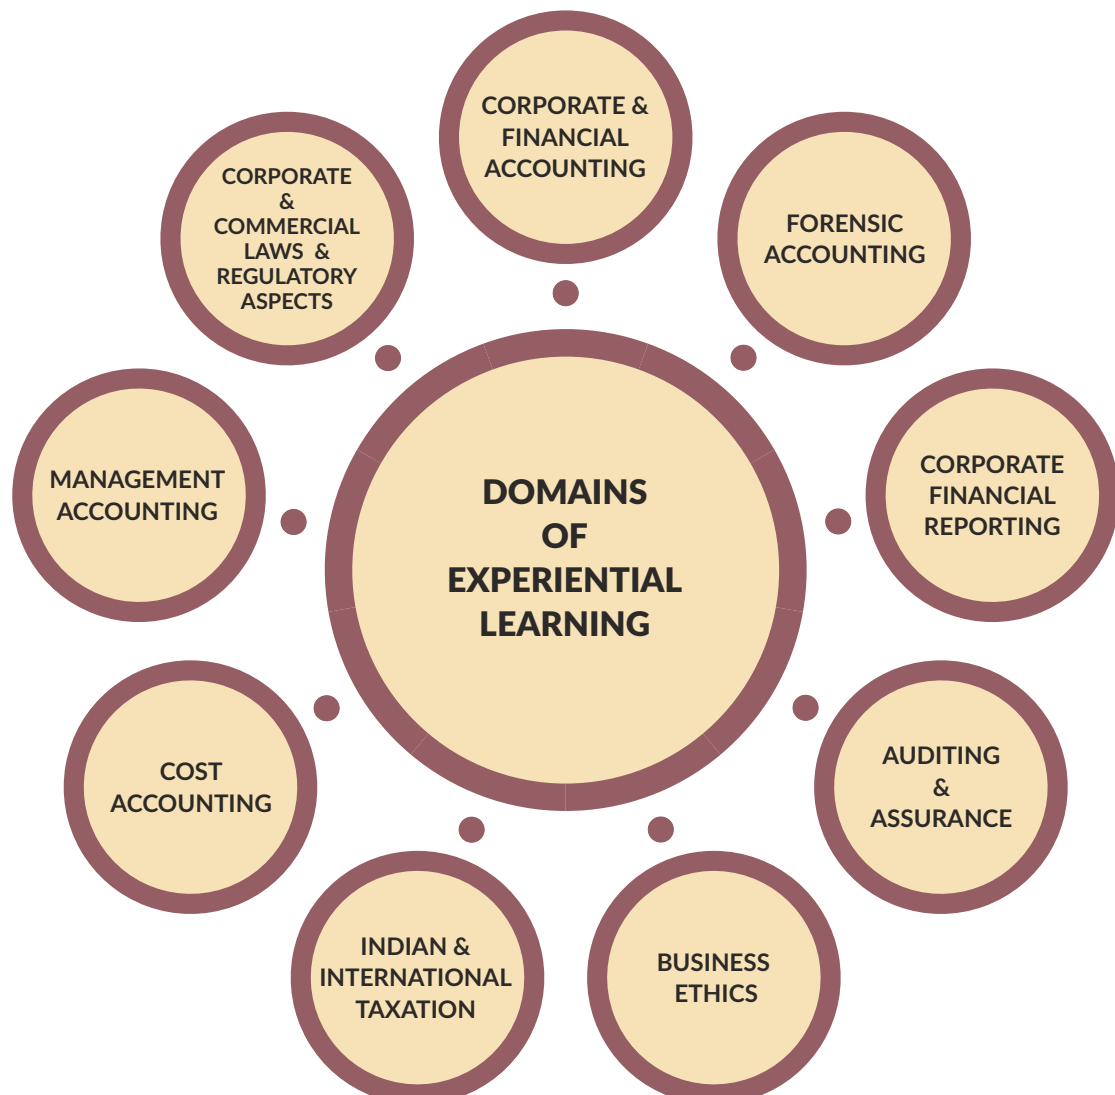 CORPORATE &
FINANCIAL
ACCOUNTING
FORENSIC
ACCOUNTING
CORPORATE
FINANCIAL
REPORTING
AUDITING
&
ASSURANCE
BUSINESS
ETHICS
INDIAN &
INTERNATIONAL
TAXATION
COST
ACCOUNTING
MANAGEMENT
ACCOUNTING
CORPORATE
&
COMMERCIAL
LAWS &
REGULATORY
ASPECTS
DOMAINS
OF
EXPERIENTIAL
LEARNING